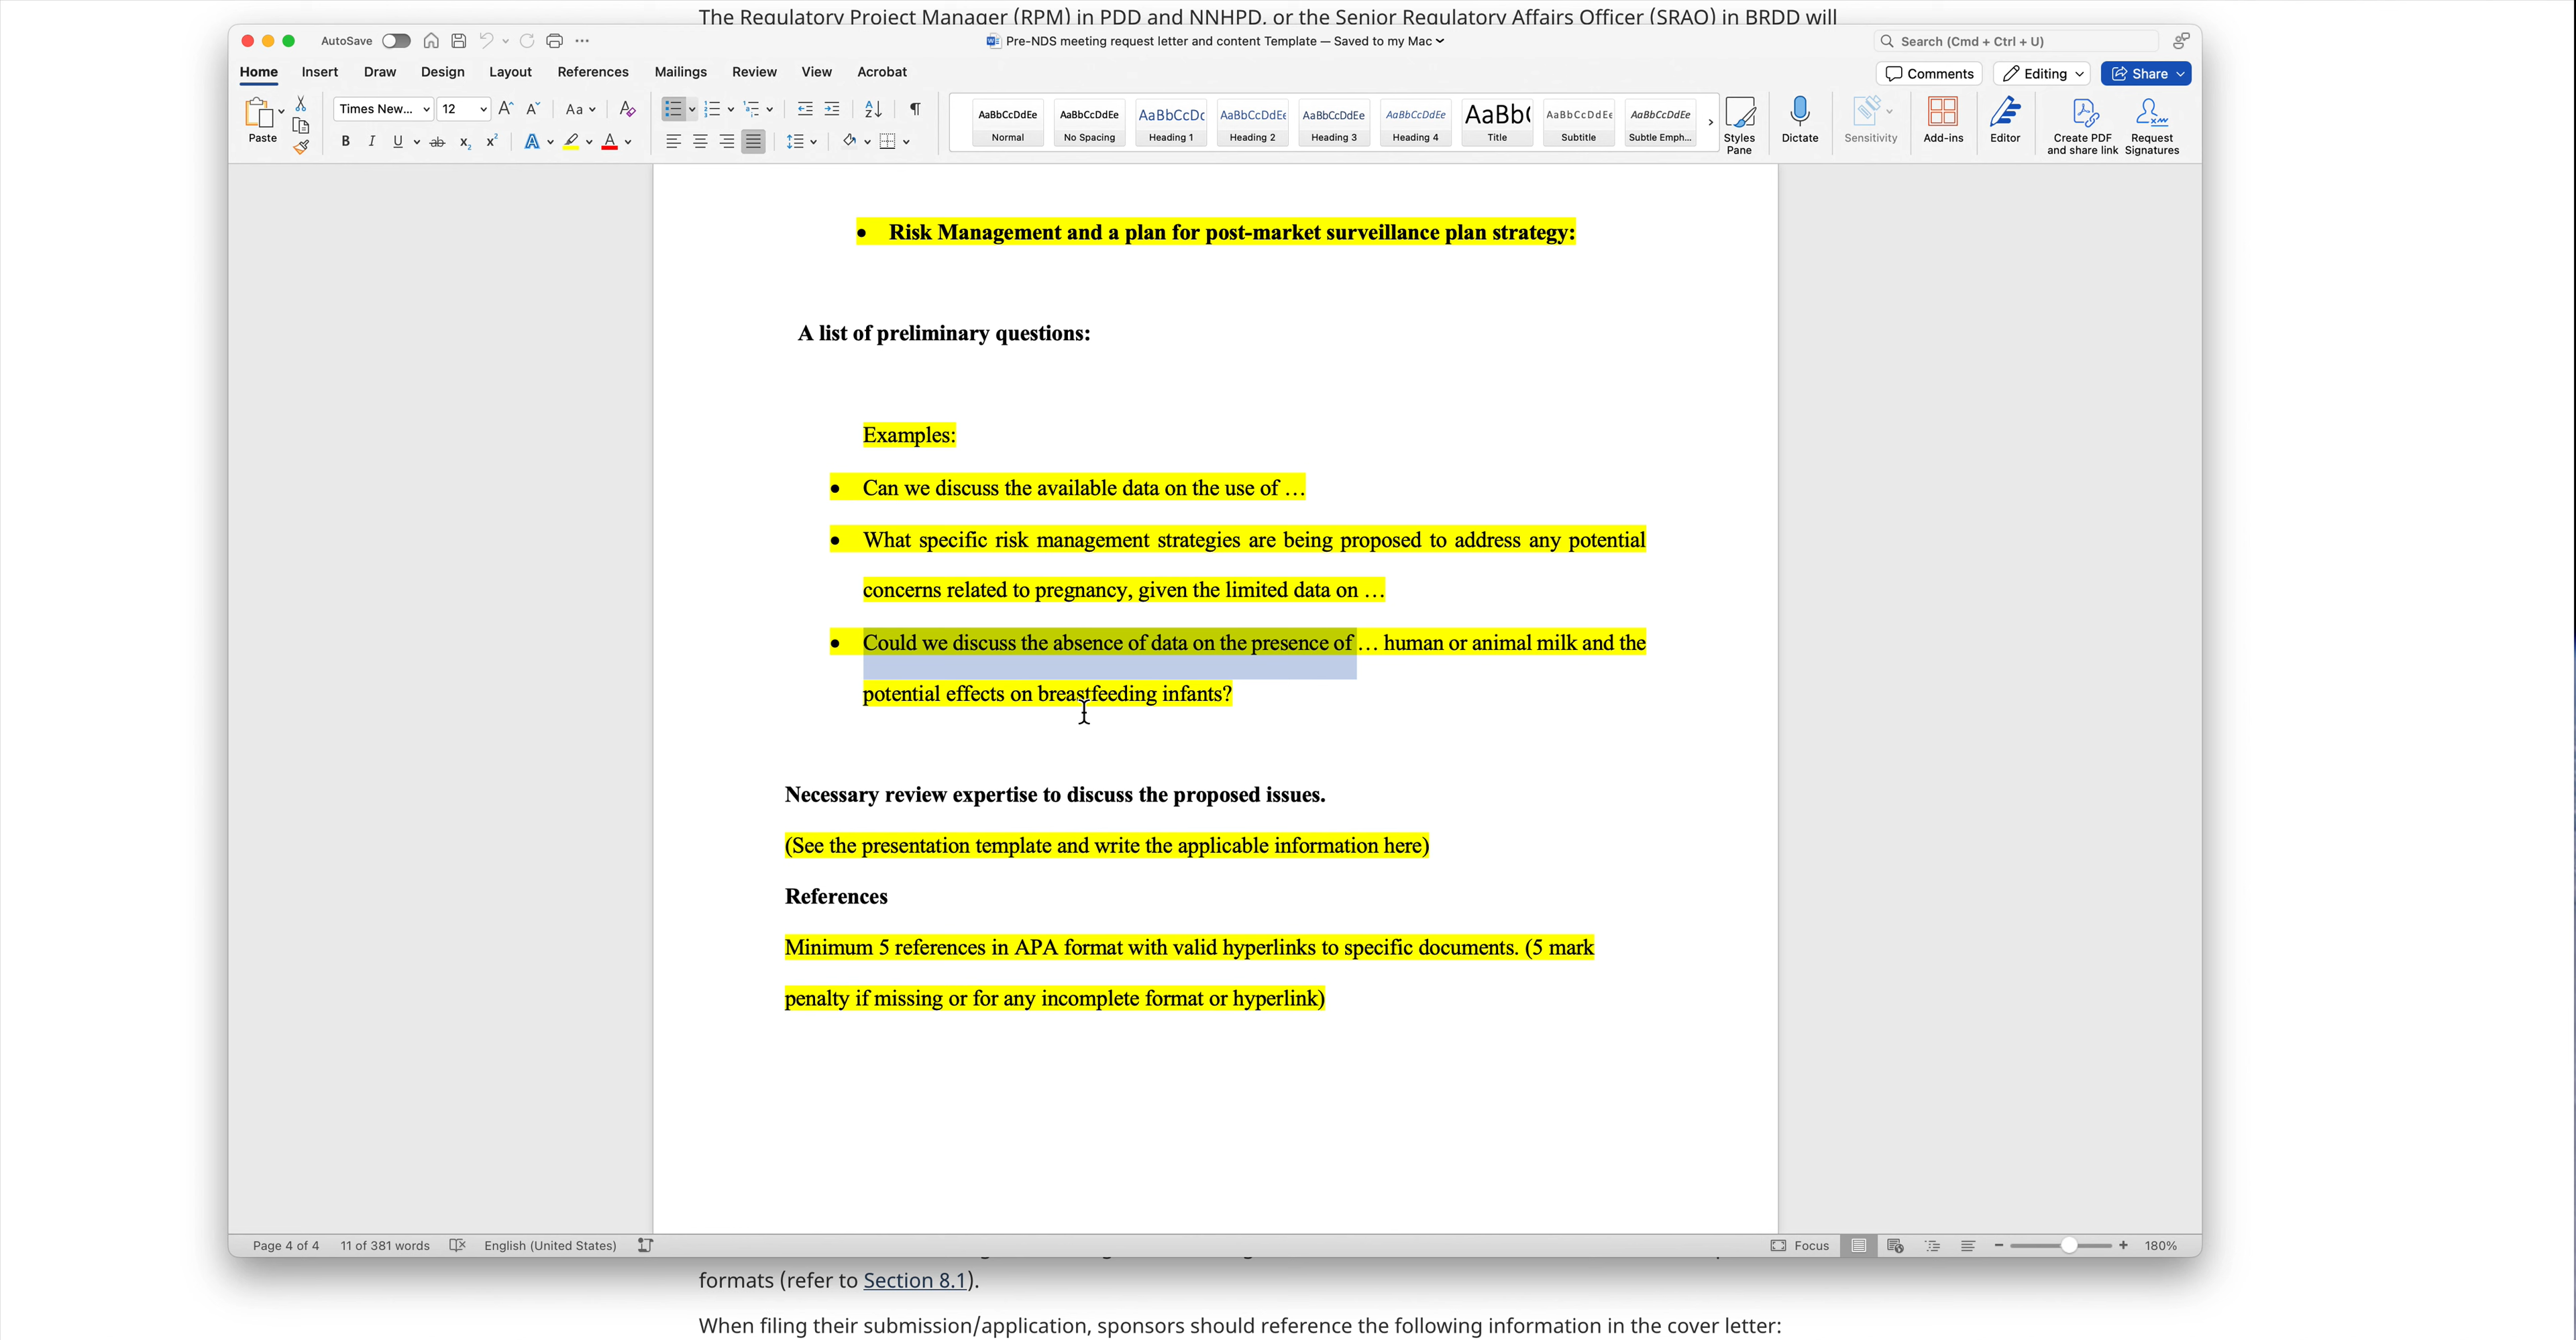 The Regulatory Project Manager (RPM) in PDD and NNHPD, or the Senior Regulatory Affairs Officer (SRAO) in BRDD will
AutoSave
Pre-NDS meeting request letter and content Template — Saved to my Mac
Search (Cmd + Ctrl + U)
Home Insert Draw Design Layout References Mailings Review View Acrobat
Comments Editing Share
Paste
Times New... 12
AaBbCcDdEe Normal
AaBbCcDdEe No Spacing
AaBbCcDc Heading 1
AaBbCcDdEe Heading 2
AaBbCcDdEe Heading 3
AaBbCcDdEe Heading 4
AaBb( Title
AaBbCcDdEe Subtitle
AaBbCcDdEe Subtle Emph...
Styles Pane
Dictate
Sensitivity
Add-ins
Editor
Create PDF and share link
Request Signatures
• Risk Management and a plan for post-market surveillance plan strategy:
A list of preliminary questions:
Examples:
• Can we discuss the available data on the use of …
• What specific risk management strategies are being proposed to address any potential
concerns related to pregnancy, given the limited data on …
• Could we discuss the absence of data on the presence of … human or animal milk and the
potential effects on breastfeeding infants?
Necessary review expertise to discuss the proposed issues.
(See the presentation template and write the applicable information here)
References
Minimum 5 references in APA format with valid hyperlinks to specific documents. (5 mark
penalty if missing or for any incomplete format or hyperlink)
Page 4 of 4 11 of 381 words English (United States) Focus 180%
formats (refer to Section 8.1).
When filing their submission/application, sponsors should reference the following information in the cover letter: